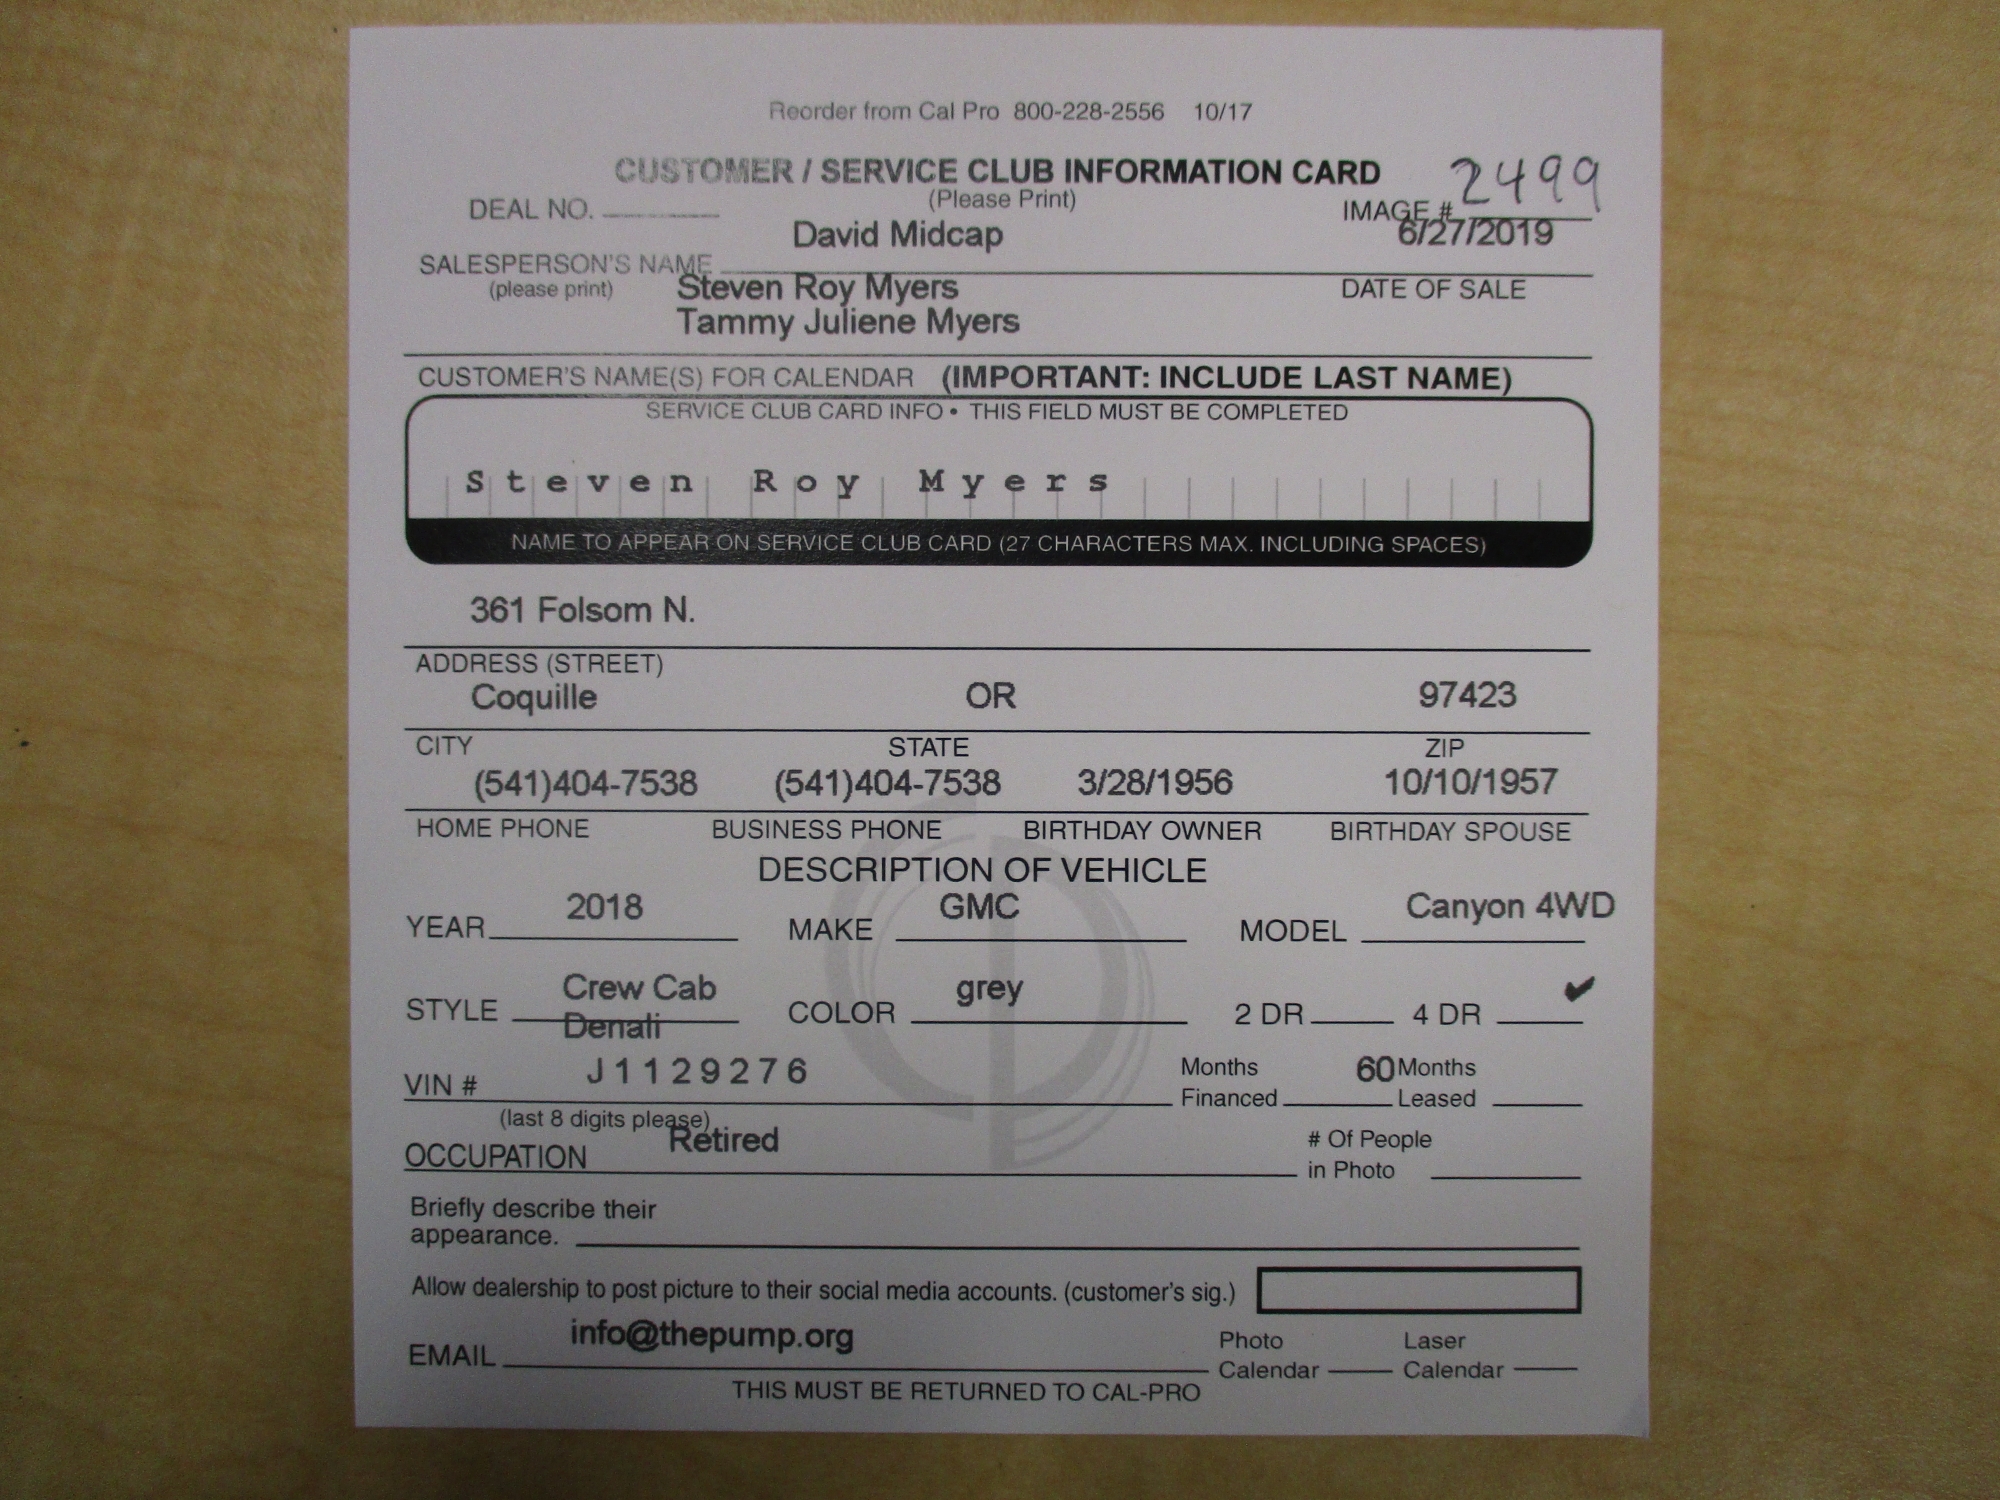 Reorder from Cal Pro 800-228-2556 10/17
CUSTOMER / SERVICE CLUB INFORMATION CARD 2499
DEAL NO. (Please Print) IMAGE #
David Midcap 6/27/2019
SALESPERSON'S NAME
(please print) Steven Roy Myers DATE OF SALE
Tammy Juliene Myers
CUSTOMER'S NAME(S) FOR CALENDAR (IMPORTANT: INCLUDE LAST NAME)
SERVICE CLUB CARD INFO • THIS FIELD MUST BE COMPLETED
Steven Roy Myers
NAME TO APPEAR ON SERVICE CLUB CARD (27 CHARACTERS MAX. INCLUDING SPACES)
361 Folsom N.
ADDRESS (STREET)
Coquille OR 97423
CITY STATE ZIP
(541)404-7538 (541)404-7538 3/28/1956 10/10/1957
HOME PHONE BUSINESS PHONE BIRTHDAY OWNER BIRTHDAY SPOUSE
DESCRIPTION OF VEHICLE
2018 GMC Canyon 4WD
YEAR MAKE MODEL
Crew Cab grey ✔
STYLE COLOR 2 DR 4 DR
Denali
J1129276 Months 60 Months
VIN # Financed Leased
(last 8 digits please)
Retired # Of People
OCCUPATION in Photo
Briefly describe their
appearance.
Allow dealership to post picture to their social media accounts. (customer's sig.)
info@thepump.org Photo Laser
EMAIL Calendar Calendar
THIS MUST BE RETURNED TO CAL-PRO